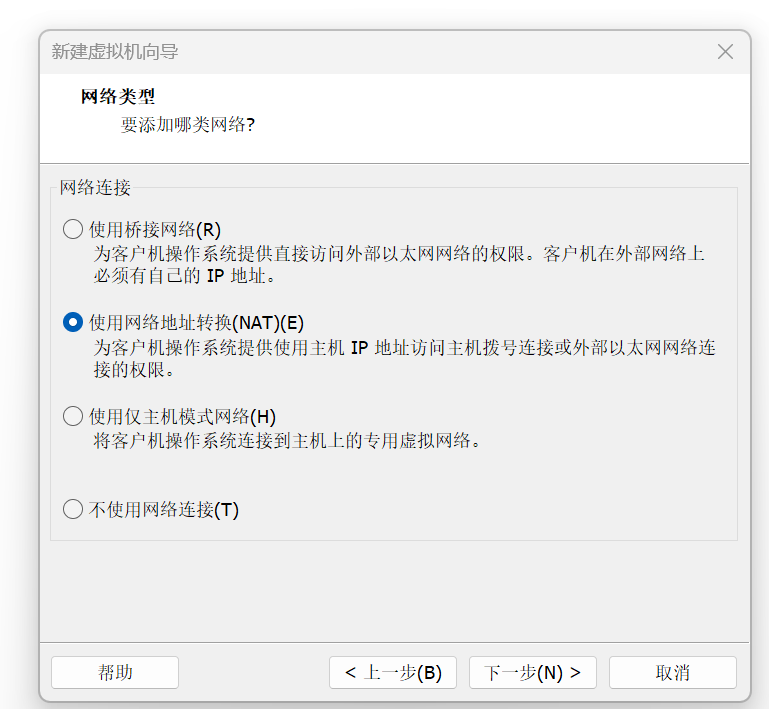 新建虚拟机向导
网络类型
要添加哪类网络?
网络连接
使用桥接网络(R)
为客户机操作系统提供直接访问外部以太网网络的权限。客户机在外部网络上
必须有自己的 IP 地址。
使用网络地址转换(NAT)(E)
为客户机操作系统提供使用主机 IP 地址访问主机拨号连接或外部以太网网络连
接的权限。
使用仅主机模式网络(H)
将客户机操作系统连接到主机上的专用虚拟网络。
不使用网络连接(T)
帮助
< 上一步(B)
下一步(N) >
取消